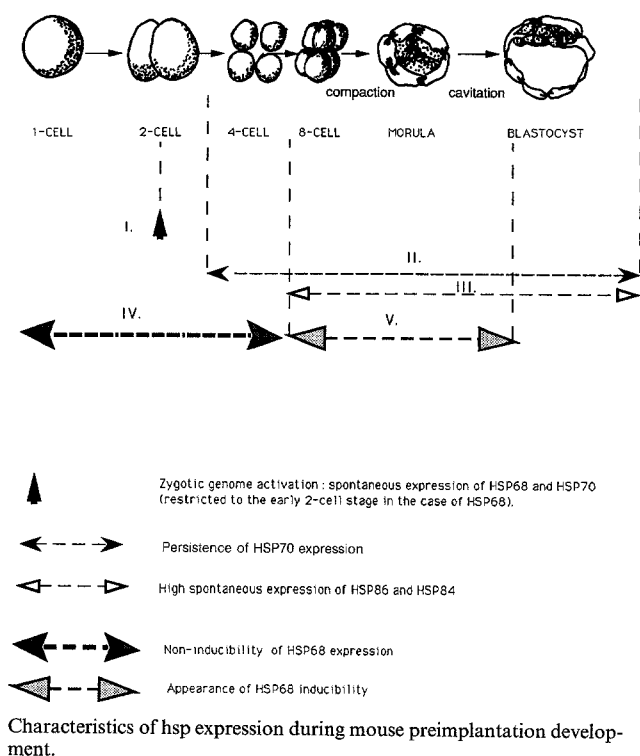 compaction
cavitation
1-CELL
2-CELL
4-CELL
8-CELL
MORULA
BLASTOCYST
I.
II.
III.
IV.
V.
Zygotic genome activation : spontaneous expression of HSP68 and HSP70
(restricted to the early 2-cell stage in the case of HSP68).
Persistence of HSP70 expression
High spontaneous expression of HSP86 and HSP84
Non-inducibility of HSP68 expression
Appearance of HSP68 inducibility
Characteristics of hsp expression during mouse preimplantation develop-
ment.